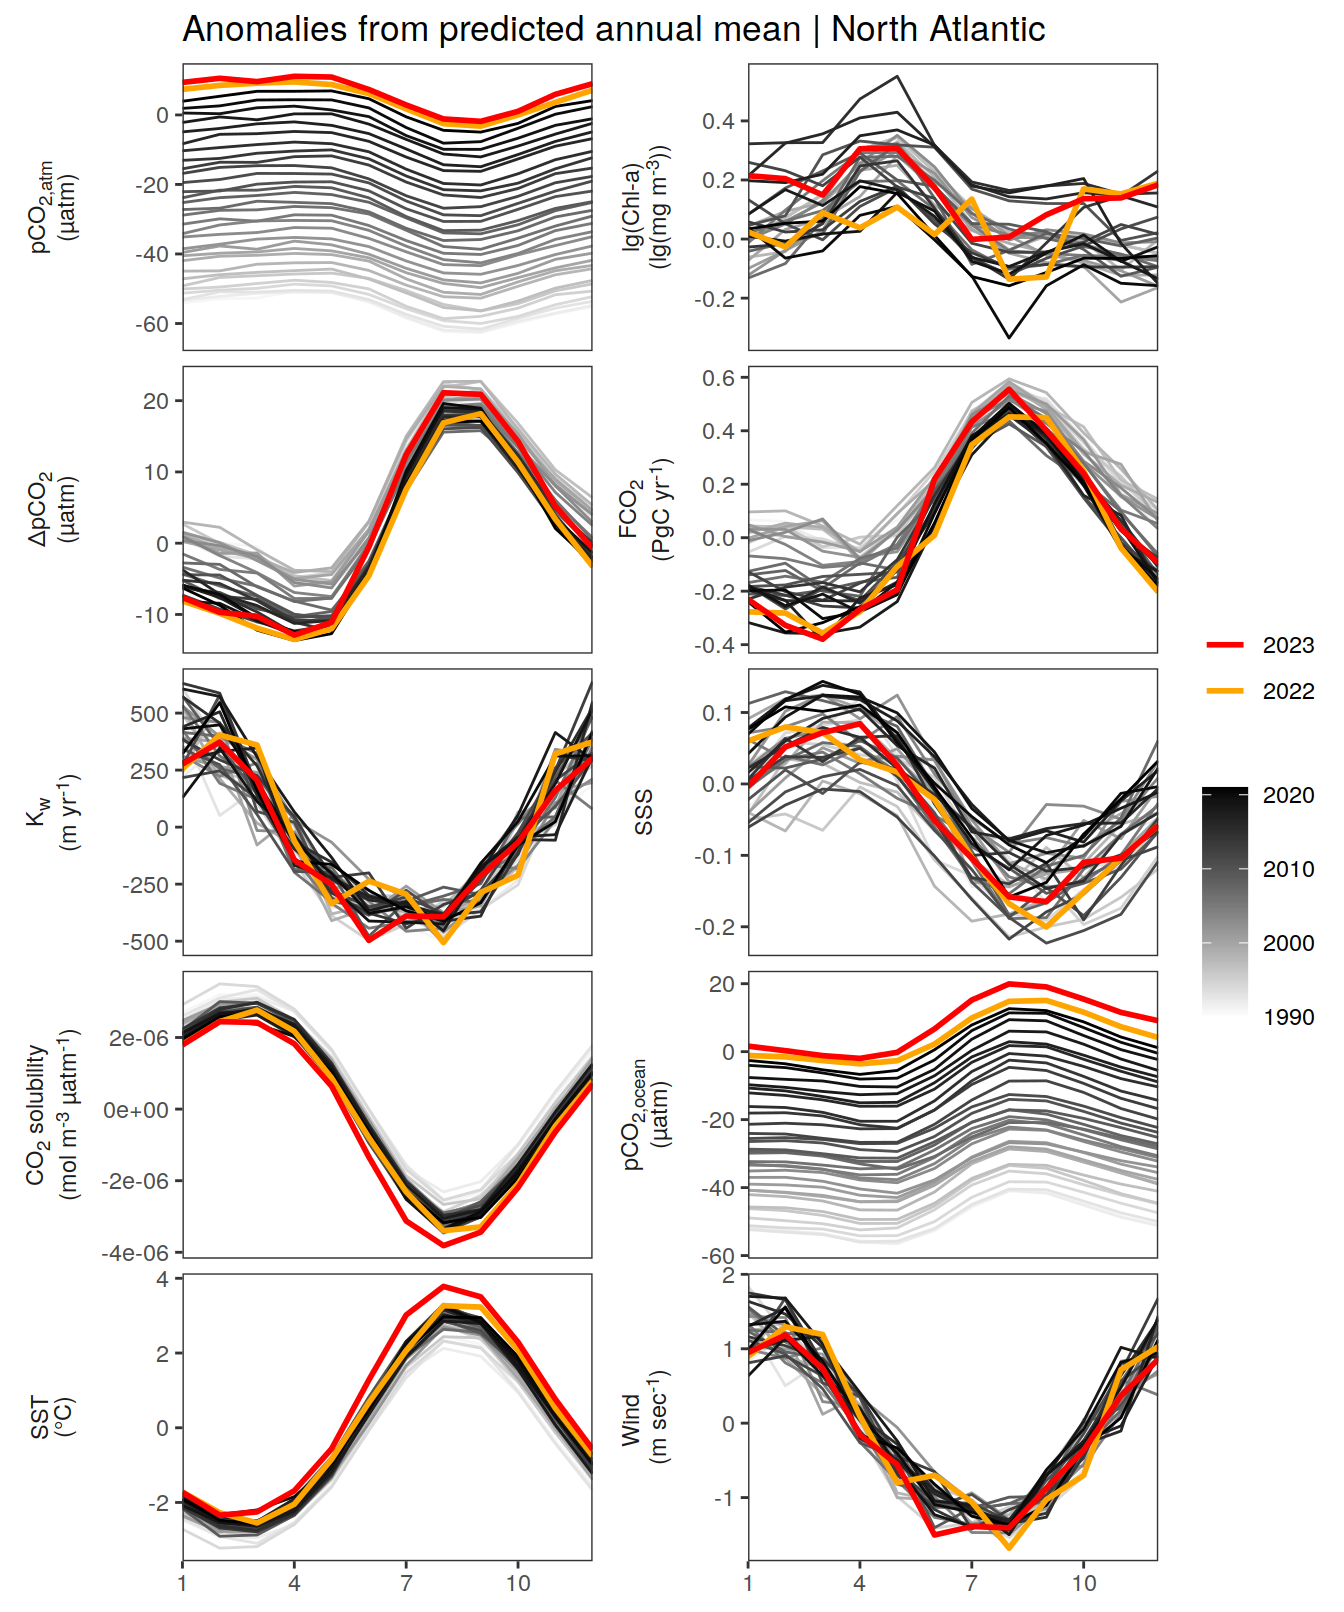 Anomalies from predicted annual mean | North Atlantic
pCO2,atm
(µatm)
0
-20
-40
-60
lg(Chl-a)
(lg(mg m-3))
0.4
0.2
0.0
-0.2
ΔpCO2
(µatm)
20
10
0
-10
FCO2
(PgC yr-1)
0.6
0.4
0.2
0.0
-0.2
-0.4
Kw
(m yr-1)
500
250
0
-250
-500
SSS
0.1
0.0
-0.1
-0.2
CO2 solubility
(mol m-3 µatm-1)
2e-06
0e+00
-2e-06
-4e-06
pCO2,ocean
(µatm)
20
0
-20
-40
-60
SST
(°C)
4
2
0
-2
1 4 7 10
Wind
(m sec-1)
2
1
0
-1
1 4 7 10
2023
2022
2020
2010
2000
1990